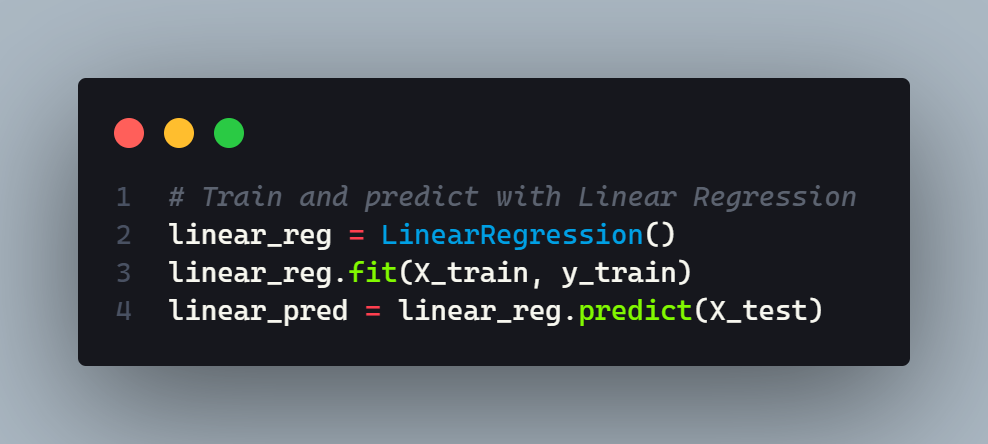 1 # Train and predict with Linear Regression
2 linear_reg = LinearRegression()
3 linear_reg.fit(X_train, y_train)
4 linear_pred = linear_reg.predict(X_test)